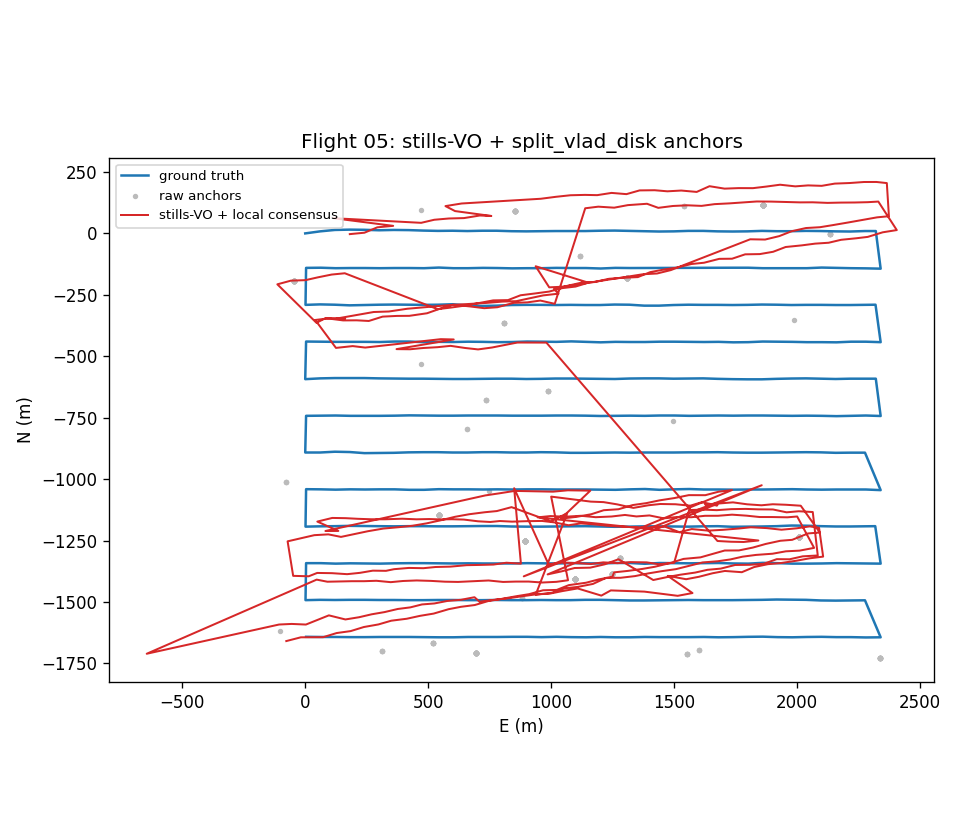 Flight 05: stills-VO + split_vlad_disk anchors
ground truth
raw anchors
stills-VO + local consensus
250
0
−250
−500
−750
−1000
−1250
−1500
−1750
N (m)
−500
0
500
1000
1500
2000
2500
E (m)